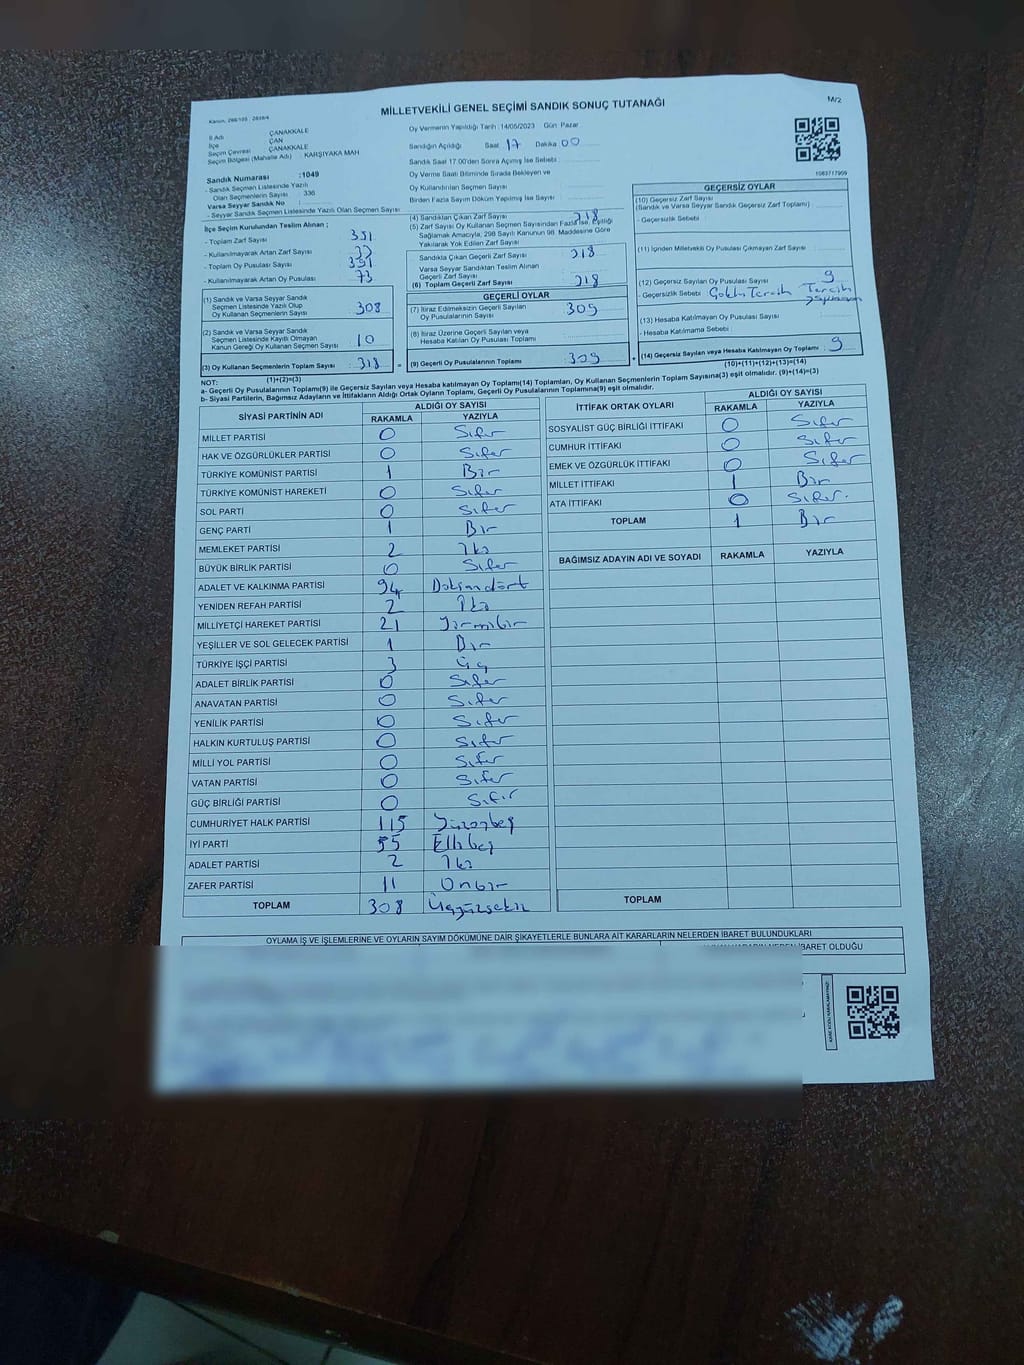 MİLLETVEKİLİ GENEL SEÇİMİ SANDIK SONUÇ TUTANAĞI
M/2
İl Adı ÇANAKKALE
İlçe ÇAN
Seçim Çevresi ÇANAKKALE
Seçim Bölgesi (Mahalle Adı) : KARŞIYAKA MAH
Sandık Numarası :1049
- Sandık Seçmen Listesinde Yazılı
Olan Seçmenlerin Sayısı : 336
Varsa Seyyar Sandık No :
- Seyyar Sandık Seçmen Listesinde Yazılı Olan Seçmen Sayısı
Oy Vermenin Yapıldığı Tarih :14/05/2023 Gün Pazar
Sandığın Açıldığı Saat 17 Dakika 00
Sandık Saat 17:00'den Sonra Açılmış İse Sebebi :
Oy Verme Saati Bitiminde Sırada Bekleyen ve
Oy Kullandırılan Seçmen Sayısı
Birden Fazla Sayım Döküm Yapılmış İse Sayısı :
1083717909
İlçe Seçim Kurulundan Teslim Alınan ;
- Toplam Zarf Sayısı 391
- Kullanılmayarak Artan Zarf Sayısı 73
- Toplam Oy Pusulası Sayısı 391
- Kullanılmayarak Artan Oy Pusulası 73
(1) Sandık ve Varsa Seyyar Sandık
Seçmen Listesinde Yazılı Olup
Oy Kullanan Seçmenlerin Sayısı 308
(2) Sandık ve Varsa Seyyar Sandık
Seçmen Listesinde Kayıtlı Olmayan
Kanun Gereği Oy Kullanan Seçmen Sayısı 10
(3) Oy Kullanan Seçmenlerin Toplam Sayısı 318
(1)+(2)=(3)
(4) Sandıktan Çıkan Zarf Sayısı 318
(5) Zarf Sayısı Oy Kullanan Seçmen Sayısından Fazla İse, Eşitliği
Sağlamak Amacıyla, 298 Sayılı Kanunun 98. Maddesine Göre
Yakılarak Yok Edilen Zarf Sayısı
Sandıkta Çıkan Geçerli Zarf Sayısı 318
Varsa Seyyar Sandıktan Teslim Alınan
Geçerli Zarf Sayısı
(6) Toplam Geçerli Zarf Sayısı 318
GEÇERLİ OYLAR
(7) İtiraz Edilmeksizin Geçerli Sayılan
Oy Pusulalarının Sayısı 309
(8) İtiraz Üzerine Geçerli Sayılan veya
Hesaba Katılan Oy Pusulası Toplamı
(9) Geçerli Oy Pusulalarının Toplamı 309
GEÇERSİZ OYLAR
(10) Geçersiz Zarf Sayısı
(Sandık ve Varsa Seyyar Sandık Geçersiz Zarf Toplamı) :
- Geçersizlik Sebebi :
(11) İçinden Milletvekili Oy Pusulası Çıkmayan Zarf Sayısı :
(12) Geçersiz Sayılan Oy Pusulası Sayısı 9
- Geçersizlik Sebebi : Tercih
(13) Hesaba Katılmayan Oy Pusulası Sayısı :
- Hesaba Katılmama Sebebi :
(14) Geçersiz Sayılan veya Hesaba Katılmayan Oy Toplamı 9
(10)+(11)+(12)+(13)=(14)
NOT:
a- Geçerli Oy Pusulalarının Toplamı(9) ile Geçersiz Sayılan veya Hesaba katılmayan Oy Toplamı(14) Toplamları, Oy Kullanan Seçmenlerin Toplam Sayısına(3) eşit olmalıdır. (9)+(14)=(3)
b- Siyasi Partilerin, Bağımsız Adayların ve İttifakların Aldığı Ortak Oyların Toplamı, Geçerli Oy Pusulalarının Toplamına(9) eşit olmalıdır.
SİYASİ PARTİNİN ADI ALDIĞI OY SAYISI
RAKAMLA YAZIYLA
MİLLET PARTİSİ 0 Sıfır
HAK VE ÖZGÜRLÜKLER PARTİSİ 0 Sıfır
TÜRKİYE KOMÜNİST PARTİSİ 1 Bir
TÜRKİYE KOMÜNİST HAREKETİ 0 Sıfır
SOL PARTİ 0 Sıfır
GENÇ PARTİ 1 Bir
MEMLEKET PARTİSİ 2 İki
BÜYÜK BİRLİK PARTİSİ 0 Sıfır
ADALET VE KALKINMA PARTİSİ 94 Doksandört
YENİDEN REFAH PARTİSİ 2 İki
MİLLİYETÇİ HAREKET PARTİSİ 21 Yirmibir
YEŞİLLER VE SOL GELECEK PARTİSİ 1 Bir
TÜRKİYE İŞÇİ PARTİSİ 3 Üç
ADALET BİRLİK PARTİSİ 0 Sıfır
ANAVATAN PARTİSİ 0 Sıfır
YENİLİK PARTİSİ 0 Sıfır
HALKIN KURTULUŞ PARTİSİ 0 Sıfır
MİLLİ YOL PARTİSİ 0 Sıfır
VATAN PARTİSİ 0 Sıfır
GÜÇ BİRLİĞİ PARTİSİ 0 Sıfır
CUMHURİYET HALK PARTİSİ 115 Yüzonbeş
İYİ PARTİ 55 Ellibeş
ADALET PARTİSİ 2 İki
ZAFER PARTİSİ 11 Onbir
TOPLAM 308 Üçyüzsekiz
İTTİFAK ORTAK OYLARI ALDIĞI OY SAYISI
RAKAMLA YAZIYLA
SOSYALİST GÜÇ BİRLİĞİ İTTİFAKI 0 Sıfır
CUMHUR İTTİFAKI 0 Sıfır
EMEK VE ÖZGÜRLÜK İTTİFAKI 0 Sıfır
MİLLET İTTİFAKI 1 Bir
ATA İTTİFAKI 0 Sıfır.
TOPLAM 1 Bir
BAĞIMSIZ ADAYIN ADI VE SOYADI RAKAMLA YAZIYLA
TOPLAM
OYLAMA İŞ VE İŞLEMLERİNE VE OYLARIN SAYIM DÖKÜMÜNE DAİR ŞİKAYETLERLE BUNLARA AİT KARARLARIN NELERDEN İBARET BULUNDUKLARI
İBARET OLDUĞU